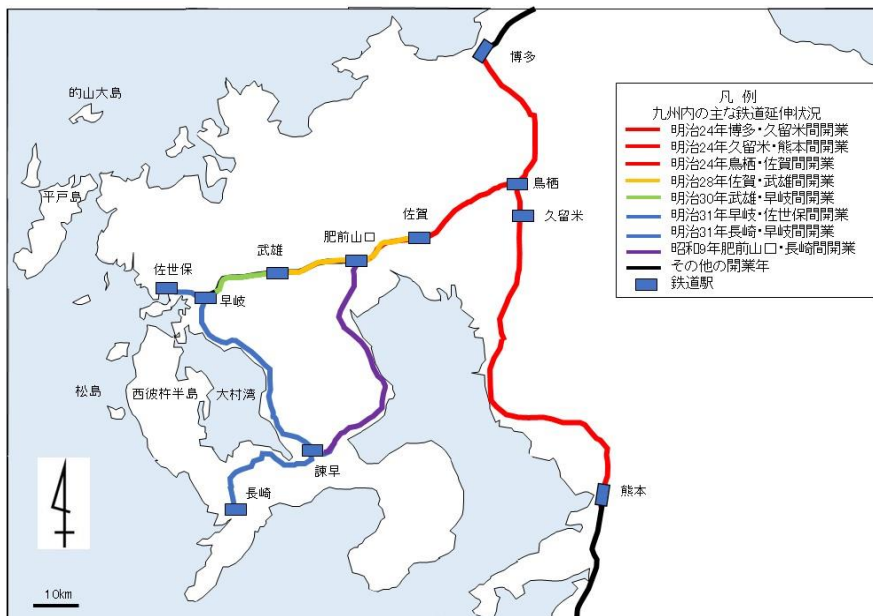 博多
的山大島
凡 例
九州内の主な鉄道延伸状況
明治24年博多・久留米間開業
明治24年久留米・熊本間開業
明治24年鳥栖・佐賀間開業
明治28年佐賀・武雄間開業
明治30年武雄・早岐間開業
明治31年早岐・佐世保間開業
明治31年長崎・早岐間開業
昭和9年肥前山口・長崎間開業
その他の開業年
鉄道駅
鳥栖
平戸島
佐賀
久留米
肥前山口
武雄
佐世保
早岐
松島
西彼杵半島
大村湾
諫早
長崎
熊本
10km